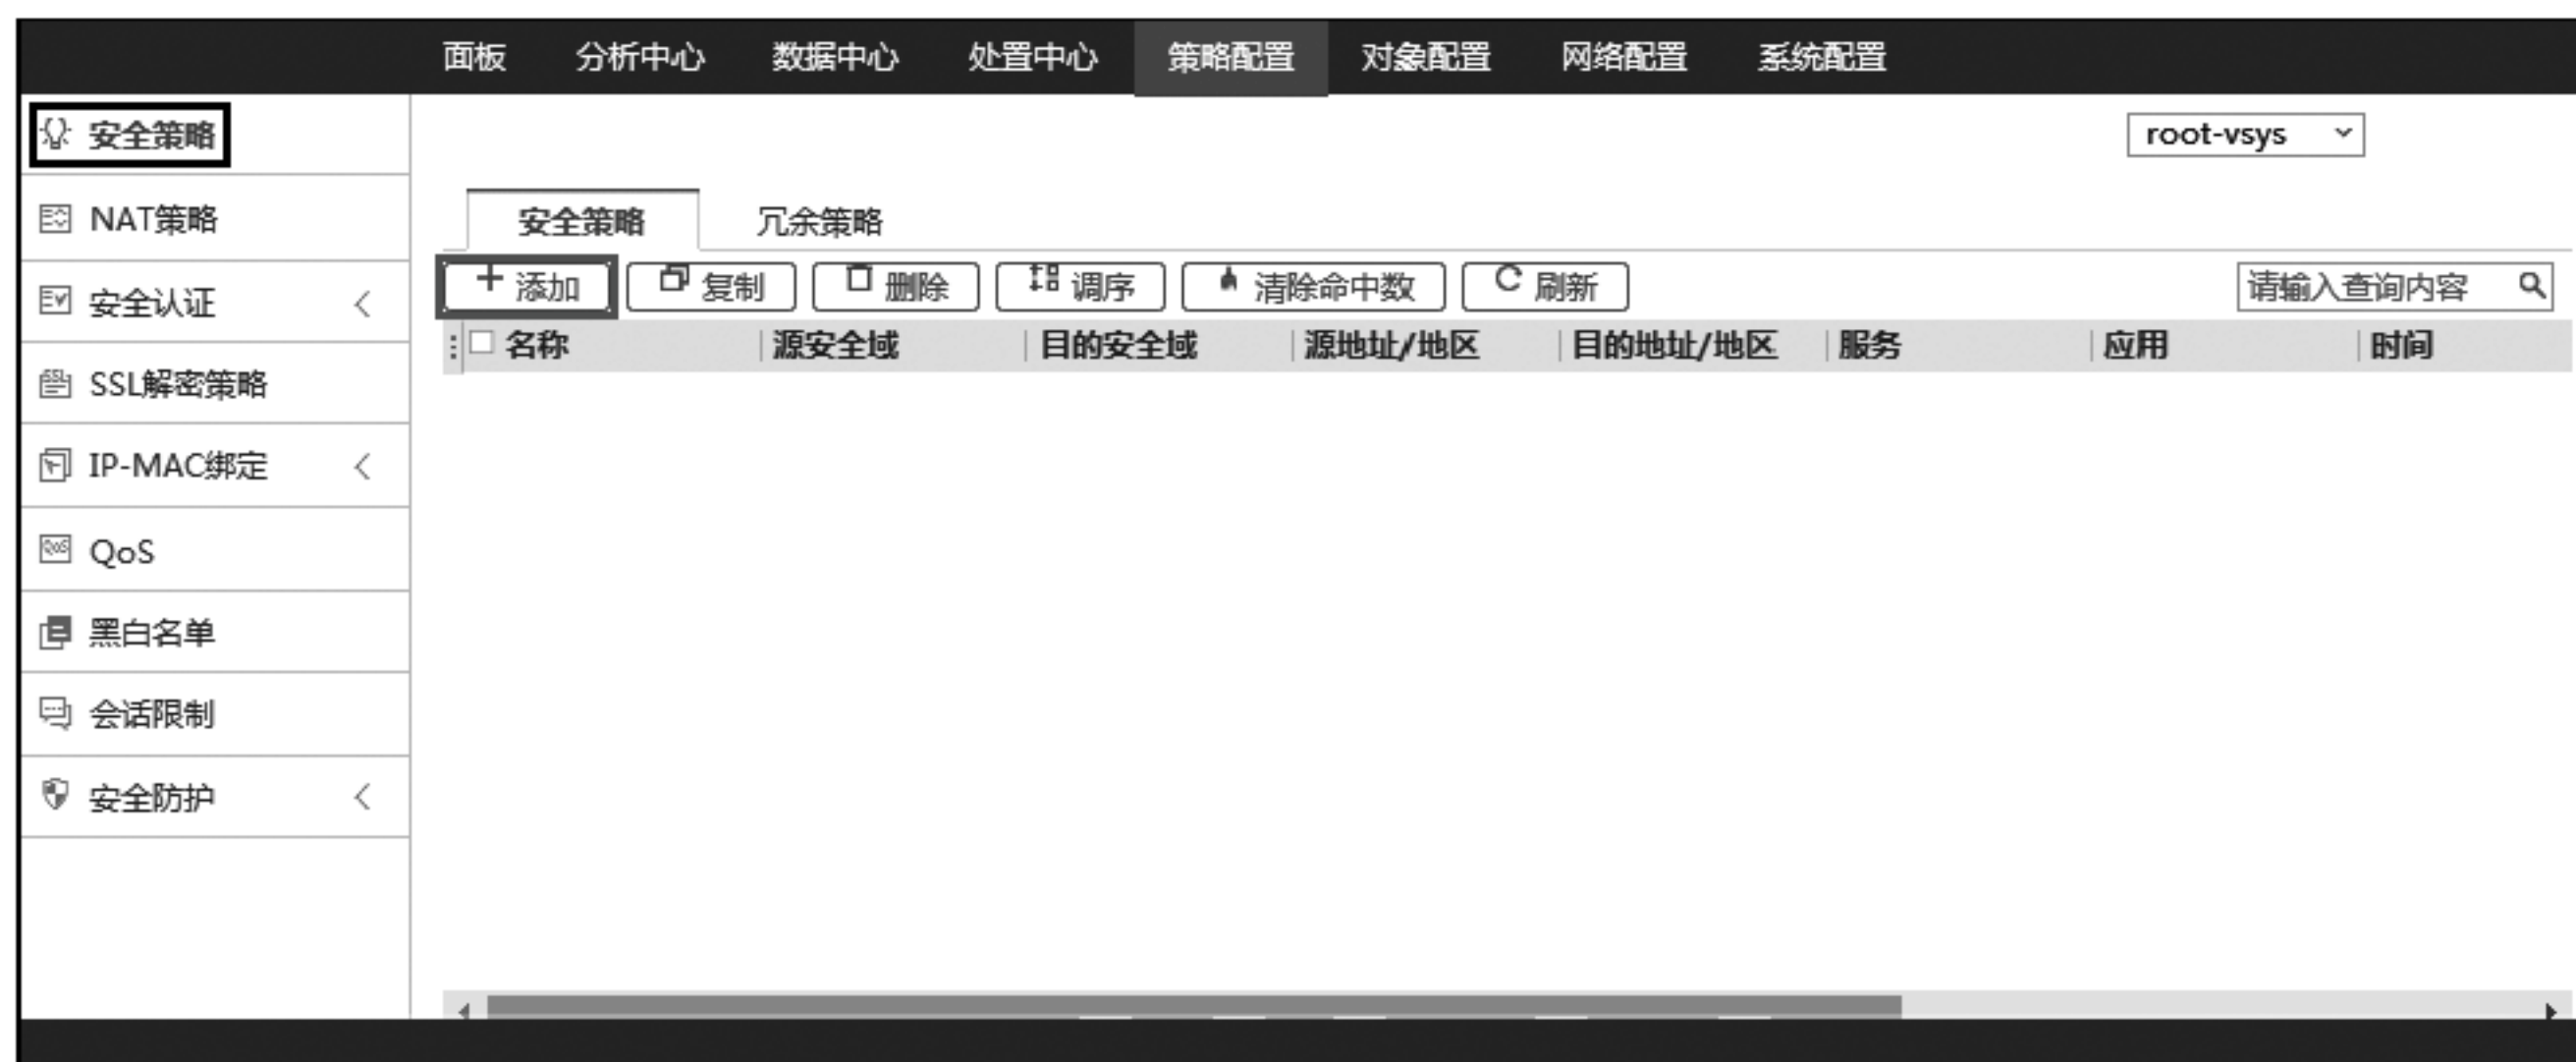 面板 分析中心 数据中心 处置中心 策略配置 对象配置 网络配置 系统配置
安全策略
NAT策略
安全认证
SSL解密策略
IP-MAC绑定
QoS
黑白名单
会话限制
安全防护
root-vsys
安全策略 冗余策略
添加 复制 删除 调序 清除命中数 刷新 请输入查询内容
名称 源安全域 目的安全域 源地址/地区 目的地址/地区 服务 应用 时间